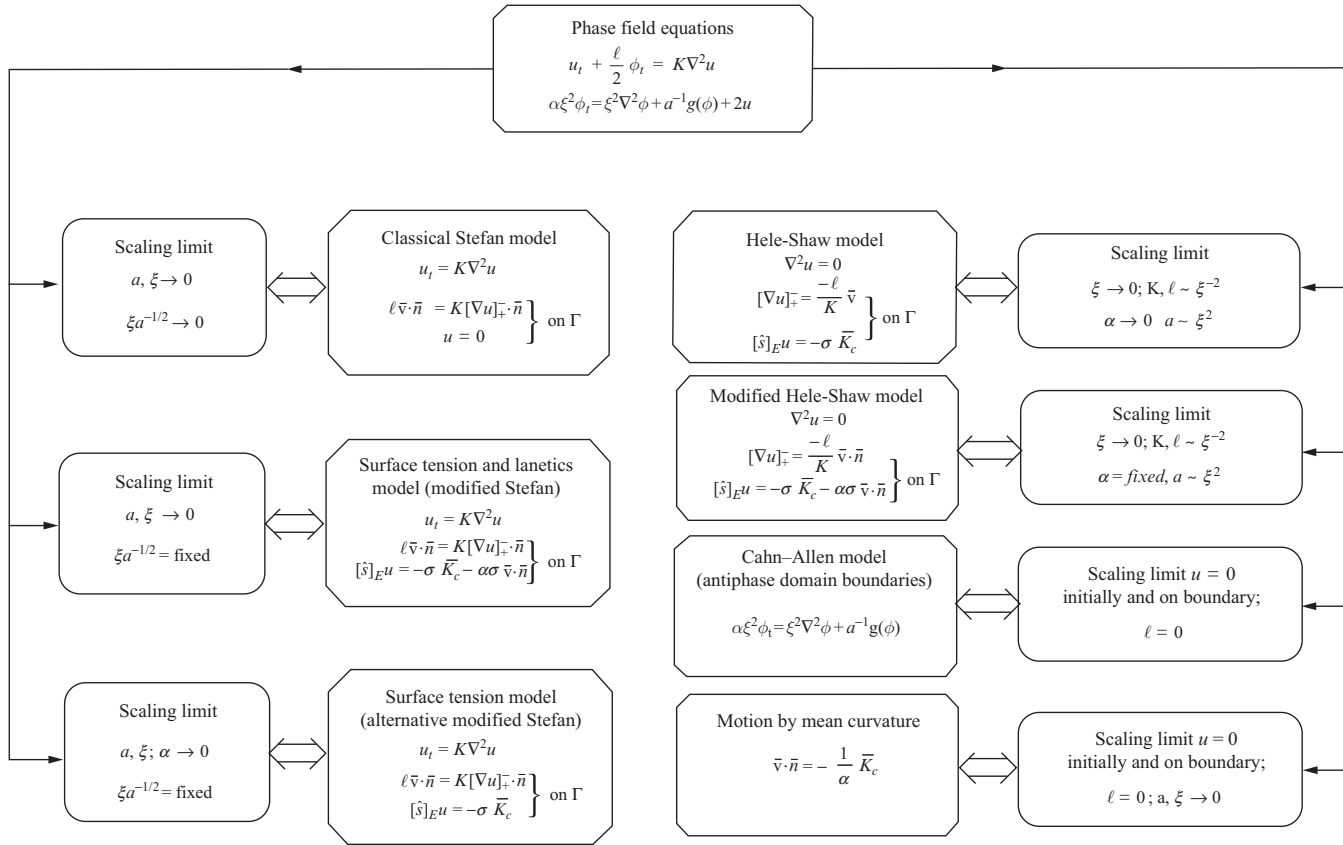 Phase field equations
u_t + ℓ/2 ϕ_t = K∇²u
αξ²ϕ_t = ξ²∇²ϕ + a⁻¹g(ϕ) + 2u
Scaling limit
a, ξ → 0
ξa^{-1/2} → 0
Classical Stefan model
u_t = K∇²u
ℓv̄·n̄ = K[∇u]⁻₊·n̄
u = 0
} on Γ
Scaling limit
a, ξ → 0
ξa^{-1/2} = fixed
Surface tension and lanetics
model (modified Stefan)
u_t = K∇²u
ℓv̄·n̄ = K[∇u]⁻₊·n̄
[ŝ]_E u = −σ K̅_c − ασ v̄·n̄
} on Γ
Scaling limit
a, ξ; α → 0
ξa^{-1/2} = fixed
Surface tension model
(alternative modified Stefan)
u_t = K∇²u
ℓv̄·n̄ = K[∇u]⁻₊·n̄
[ŝ]_E u = −σ K̅_c
} on Γ
Hele-Shaw model
∇²u = 0
[∇u]⁻₊ = −ℓ/K v̄
[ŝ]_E u = −σ K̅_c
} on Γ
Scaling limit
ξ → 0; K, ℓ ~ ξ⁻²
α → 0 a ~ ξ²
Modified Hele-Shaw model
∇²u = 0
[∇u]⁻₊ = −ℓ/K v̄·n̄
[ŝ]_E u = −σ K̅_c − ασ v̄·n̄
} on Γ
Scaling limit
ξ → 0; K, ℓ ~ ξ⁻²
α = fixed, a ~ ξ²
Cahn–Allen model
(antiphase domain boundaries)
αξ²ϕ_t = ξ²∇²ϕ + a⁻¹g(ϕ)
Scaling limit u = 0
initially and on boundary;
ℓ = 0
Motion by mean curvature
v̄·n̄ = − 1/α K̅_c
Scaling limit u = 0
initially and on boundary;
ℓ = 0; a, ξ → 0